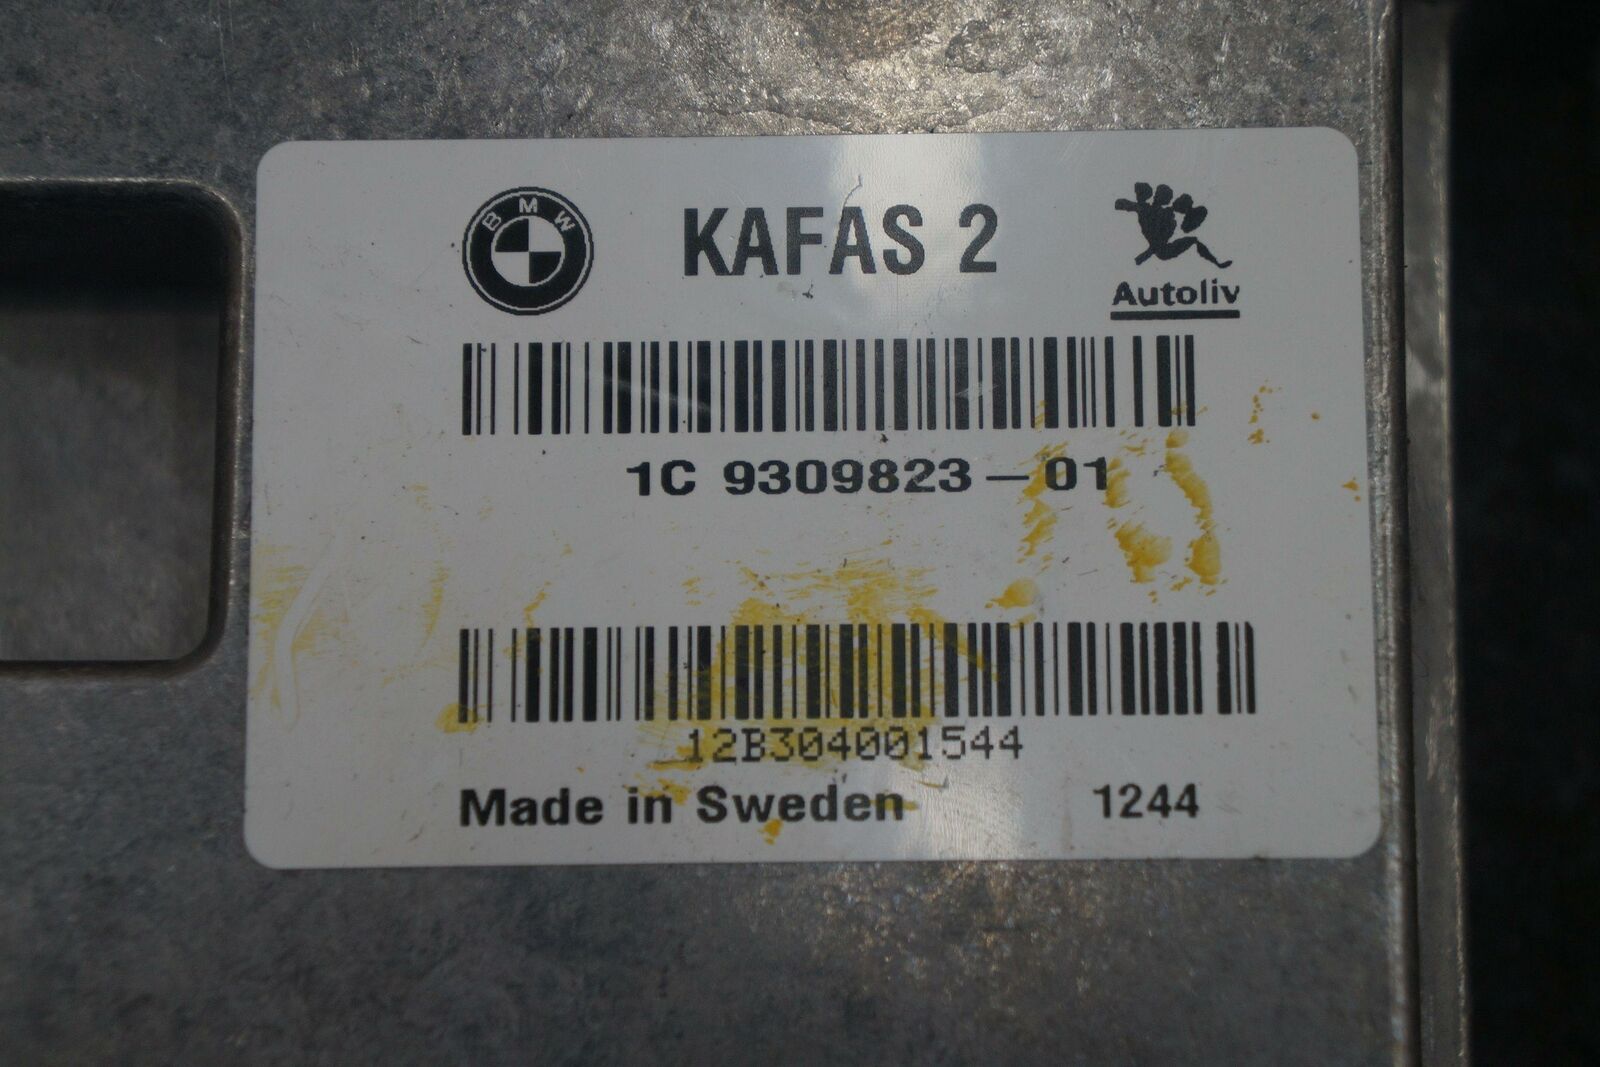 BMW KAFAS 2 Autoliv
1C 9309823-01
12B304001544
Made in Sweden 1244